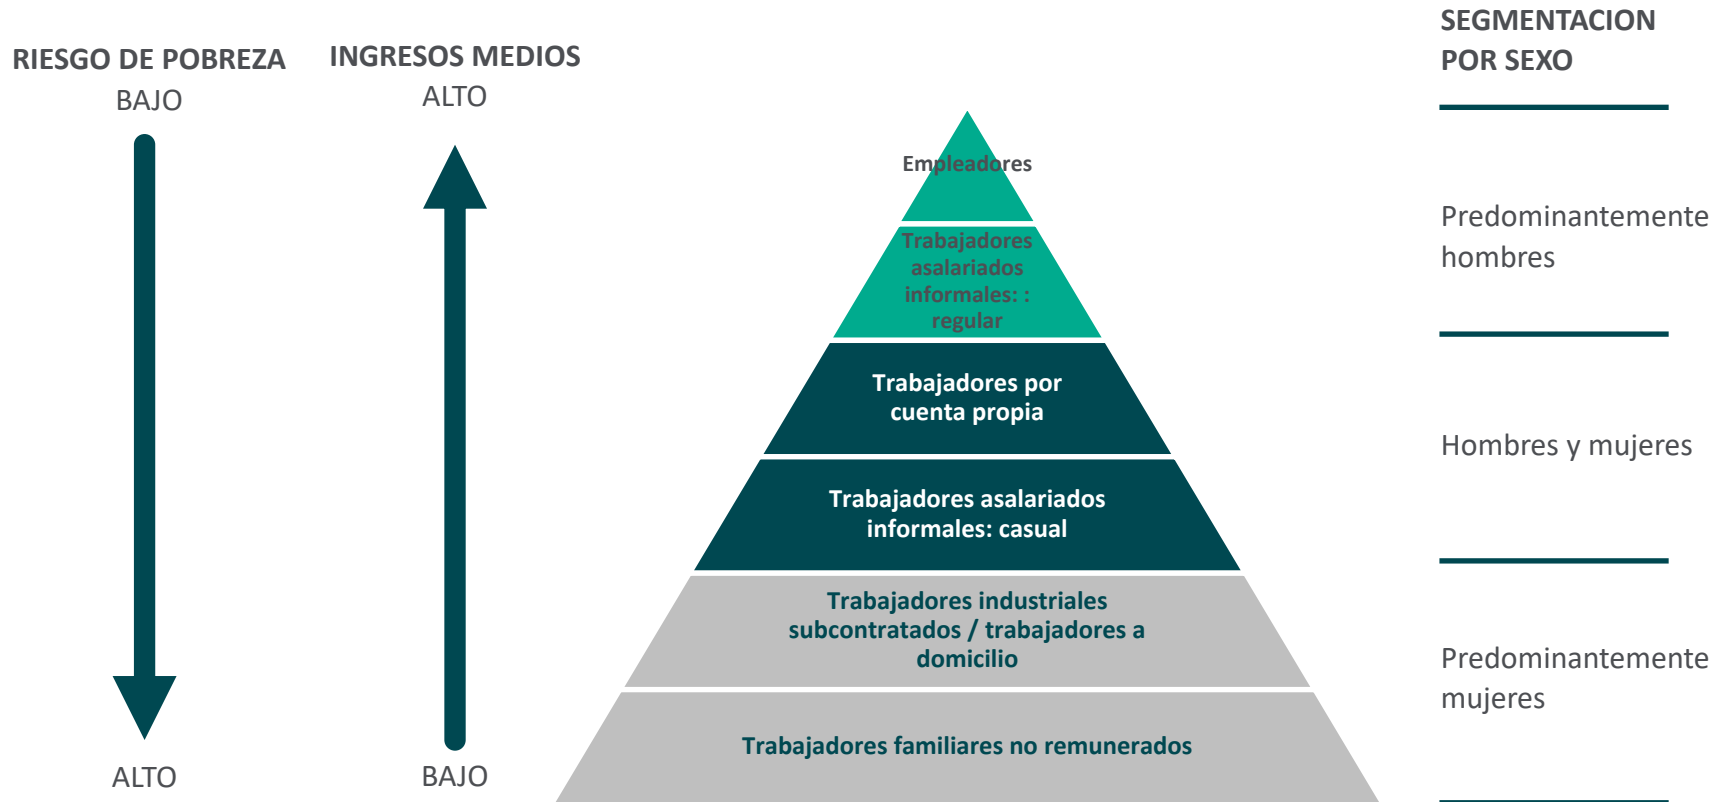 RIESGO DE POBREZA
BAJO
ALTO
INGRESOS MEDIOS
ALTO
BAJO
Empleadores
Trabajadores
asalariados
informales: :
regular
Trabajadores por
cuenta propia
Trabajadores asalariados
informales: casual
Trabajadores industriales
subcontratados / trabajadores a
domicilio
Trabajadores familiares no remunerados
SEGMENTACION
POR SEXO
Predominantemente
hombres
Hombres y mujeres
Predominantemente
mujeres